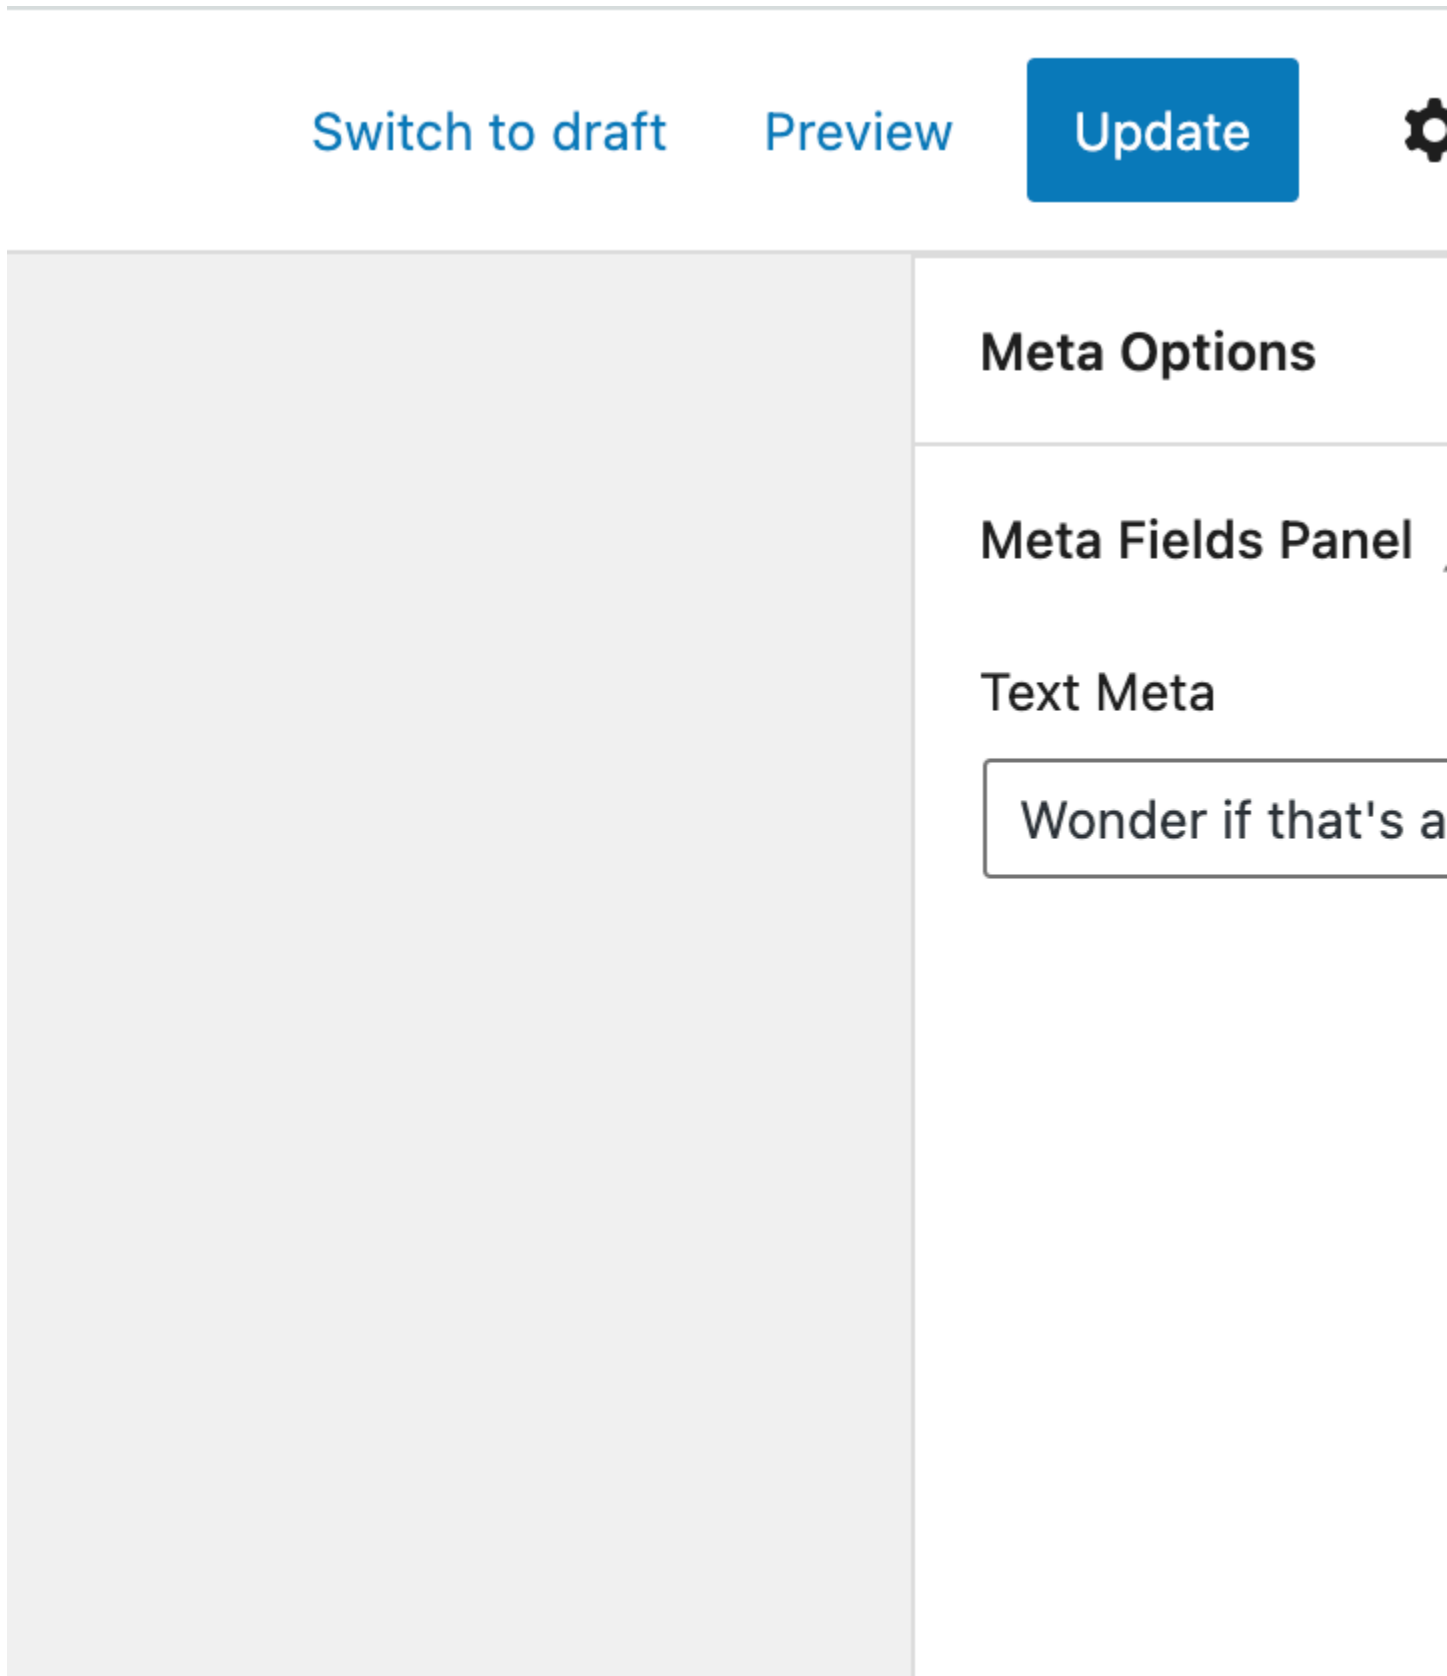 Switch to draft Preview Update
Meta Options
Meta Fields Panel
Text Meta
Wonder if that's a